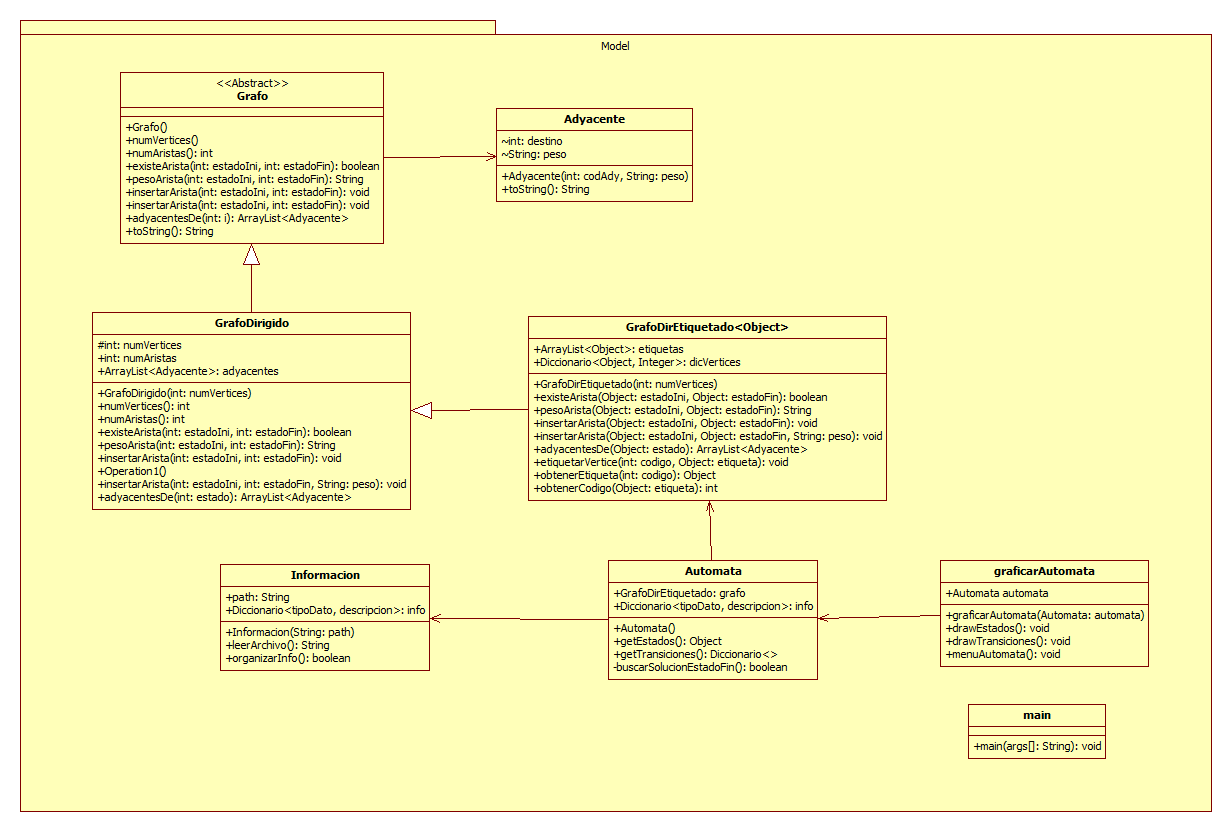 Model
<<Abstract>>
Grafo
+Grafo()
+numVertices()
+numAristas(): int
+existeArista(int: estadoIni, int: estadoFin): boolean
+pesoArista(int: estadoIni, int: estadoFin): String
+insertarArista(int: estadoIni, int: estadoFin): void
+insertarArista(int: estadoIni, int: estadoFin): void
+adyacentesDe(int: i): ArrayList<Adyacente>
+toString(): String
Adyacente
~int: destino
~String: peso
+Adyacente(int: codAdy, String: peso)
+toString(): String
GrafoDirigido
#int: numVertices
+int: numAristas
+ArrayList<Adyacente>: adyacentes
+GrafoDirigido(int: numVertices)
+numVertices(): int
+numAristas(): int
+existeArista(int: estadoIni, int: estadoFin): boolean
+pesoArista(int: estadoIni, int: estadoFin): String
+insertarArista(int: estadoIni, int: estadoFin): void
+Operation1()
+insertarArista(int: estadoIni, int: estadoFin, String: peso): void
+adyacentesDe(int: estado): ArrayList<Adyacente>
GrafoDirEtiquetado<Object>
+ArrayList<Object>: etiquetas
+Diccionario<Object, Integer>: dicVertices
+GrafoDirEtiquetado(int: numVertices)
+existeArista(Object: estadoIni, Object: estadoFin): boolean
+pesoArista(Object: estadoIni, Object: estadoFin): String
+insertarArista(Object: estadoIni, Object: estadoFin): void
+insertarArista(Object: estadoIni, Object: estadoFin, String: peso): void
+adyacentesDe(Object: estado): ArrayList<Adyacente>
+etiquetarVertice(int: codigo, Object: etiqueta): void
+obtenerEtiqueta(int: codigo): Object
+obtenerCodigo(Object: etiqueta): int
Informacion
+path: String
+Diccionario<tipoDato, descripcion>: info
+Informacion(String: path)
+leerArchivo(): String
+organizarInfo(): boolean
Automata
+GrafoDirEtiquetado: grafo
+Diccionario<tipoDato, descripcion>: info
+Automata()
+getEstados(): Object
+getTransiciones(): Diccionario<>
-buscarSolucionEstadoFin(): boolean
graficarAutomata
+Automata automata
+graficarAutomata(Automata: automata)
+drawEstados(): void
+drawTransiciones(): void
+menuAutomata(): void
main
+main(args[]: String): void